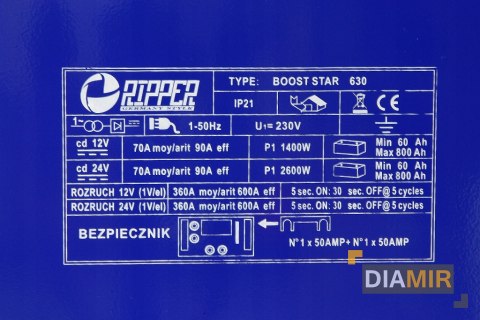 RIPPER
GERMANY STYLE
TYPE: BOOST STAR 630
IP21
CE
1~
1-50Hz
U1= 230V
cd 12V 70A moy/arit 90A eff P1 1400W Min 60 Ah
Max 800 Ah
cd 24V 70A moy/arit 90A eff P1 2600W Min 60 Ah
Max 800 Ah
ROZRUCH 12V (1V/el) 360A moy/arit 600A eff 5 sec. ON: 30 sec. OFF@ 5 cycles
ROZRUCH 24V (1V/el) 360A moy/arit 600A eff 5 sec. ON: 30 sec. OFF@ 5 cycles
BEZPIECZNIK
N°1 x 50AMP+ N°1 x 50AMP
DIAMIR